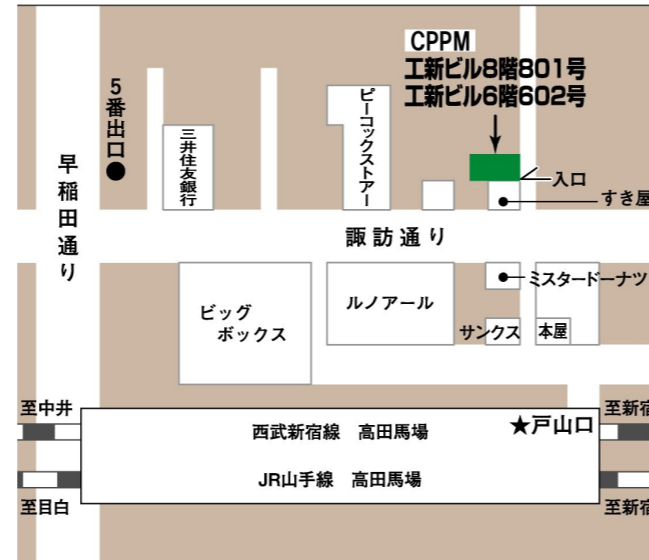 CPPM
工新ビル8階801号
工新ビル6階602号
5番出口
三井住友銀行
ピーコックストアー
入口
すき屋
早稲田通り
諏訪通り
ミスタードーナツ
ビッグ
ボックス
ルノアール
サンクス
本屋
至中井
西武新宿線 高田馬場
★戸山口
至新宿
至目白
JR山手線 高田馬場
至新宿